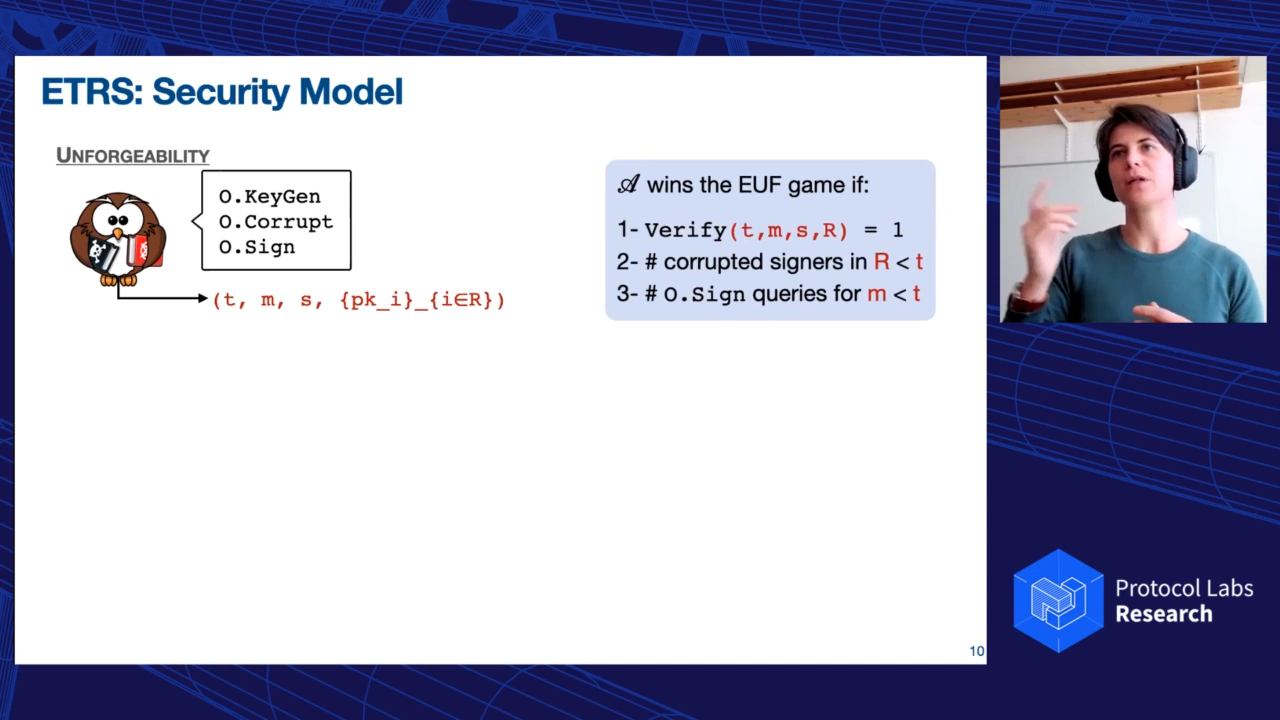 ETRS: Security Model
UNFORGEABILITY
O.KeyGen
O.Corrupt
O.Sign
(t, m, s, {pk_i}_{i∈R})
𝒜 wins the EUF game if:
1- Verify(t,m,s,R) = 1
2- # corrupted signers in R < t
3- # O.Sign queries for m < t
10
Protocol Labs
Research